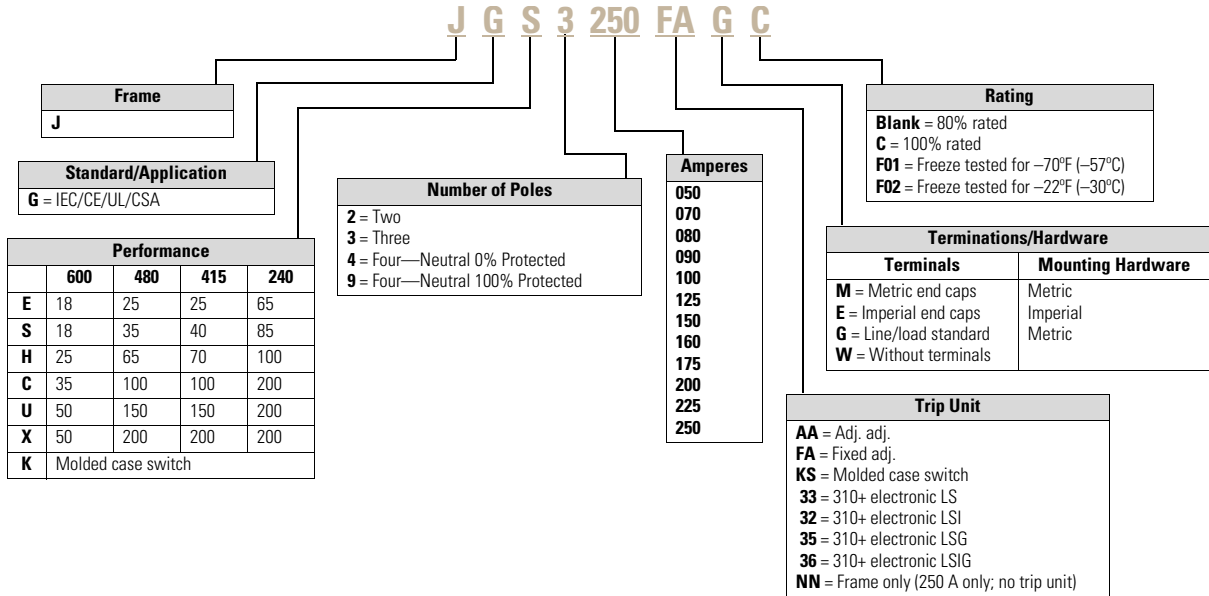 J G S 3 250 FA G C
Frame
J
Standard/Application
G = IEC/CE/UL/CSA
Performance
600 480 415 240
E 18 25 25 65
S 18 35 40 85
H 25 65 70 100
C 35 100 100 200
U 50 150 150 200
X 50 200 200 200
K Molded case switch
Number of Poles
2 = Two
3 = Three
4 = Four—Neutral 0% Protected
9 = Four—Neutral 100% Protected
Amperes
050
070
080
090
100
125
150
160
175
200
225
250
Rating
Blank = 80% rated
C = 100% rated
F01 = Freeze tested for –70ºF (–57ºC)
F02 = Freeze tested for –22ºF (–30ºC)
Terminations/Hardware
Terminals Mounting Hardware
M = Metric end caps Metric
E = Imperial end caps Imperial
G = Line/load standard Metric
W = Without terminals
Trip Unit
AA = Adj. adj.
FA = Fixed adj.
KS = Molded case switch
33 = 310+ electronic LS
32 = 310+ electronic LSI
35 = 310+ electronic LSG
36 = 310+ electronic LSIG
NN = Frame only (250 A only; no trip unit)